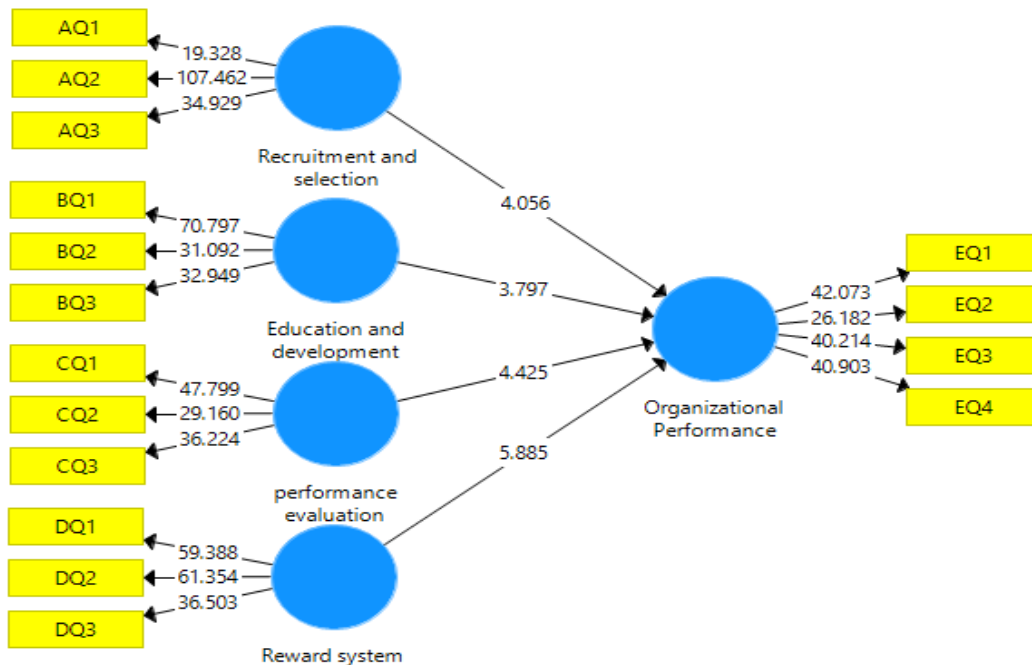 AQ1
19.328
AQ2
107.462
34.929
AQ3
Recruitment and
selection
4.056
BQ1
70.797
BQ2
31.092
32.949
BQ3
3.797
Education and
development
EQ1
42.073
EQ2
26.182
40.214
EQ3
40.903
EQ4
Organizational
Performance
CQ1
47.799
CQ2
29.160
36.224
CQ3
4.425
performance
evaluation
5.885
DQ1
59.388
DQ2
61.354
36.503
DQ3
Reward system